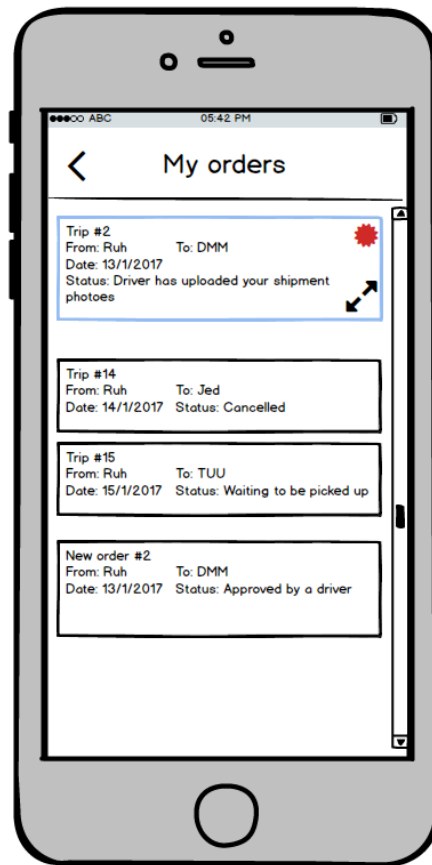 ●●●○○ ABC 05:42 PM
My orders
Trip #2
From: Ruh To: DMM
Date: 13/1/2017
Status: Driver has uploaded your shipment
photoes
Trip #14
From: Ruh To: Jed
Date: 14/1/2017 Status: Cancelled
Trip #15
From: Ruh To: TUU
Date: 15/1/2017 Status: Waiting to be picked up
New order #2
From: Ruh To: DMM
Date: 13/1/2017 Status: Approved by a driver